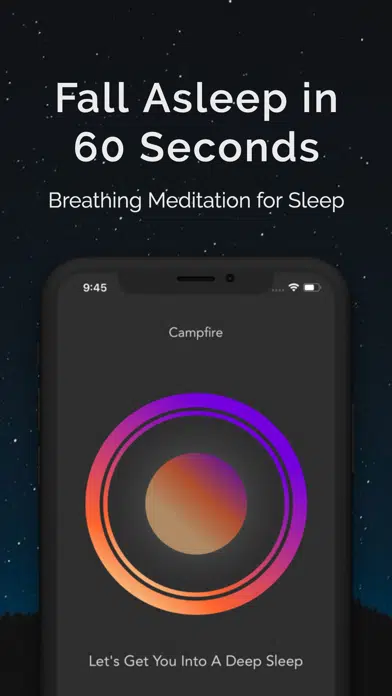 Fall Asleep in
60 Seconds
Breathing Meditation for Sleep
9:45
Campfire
Let's Get You Into A Deep Sleep